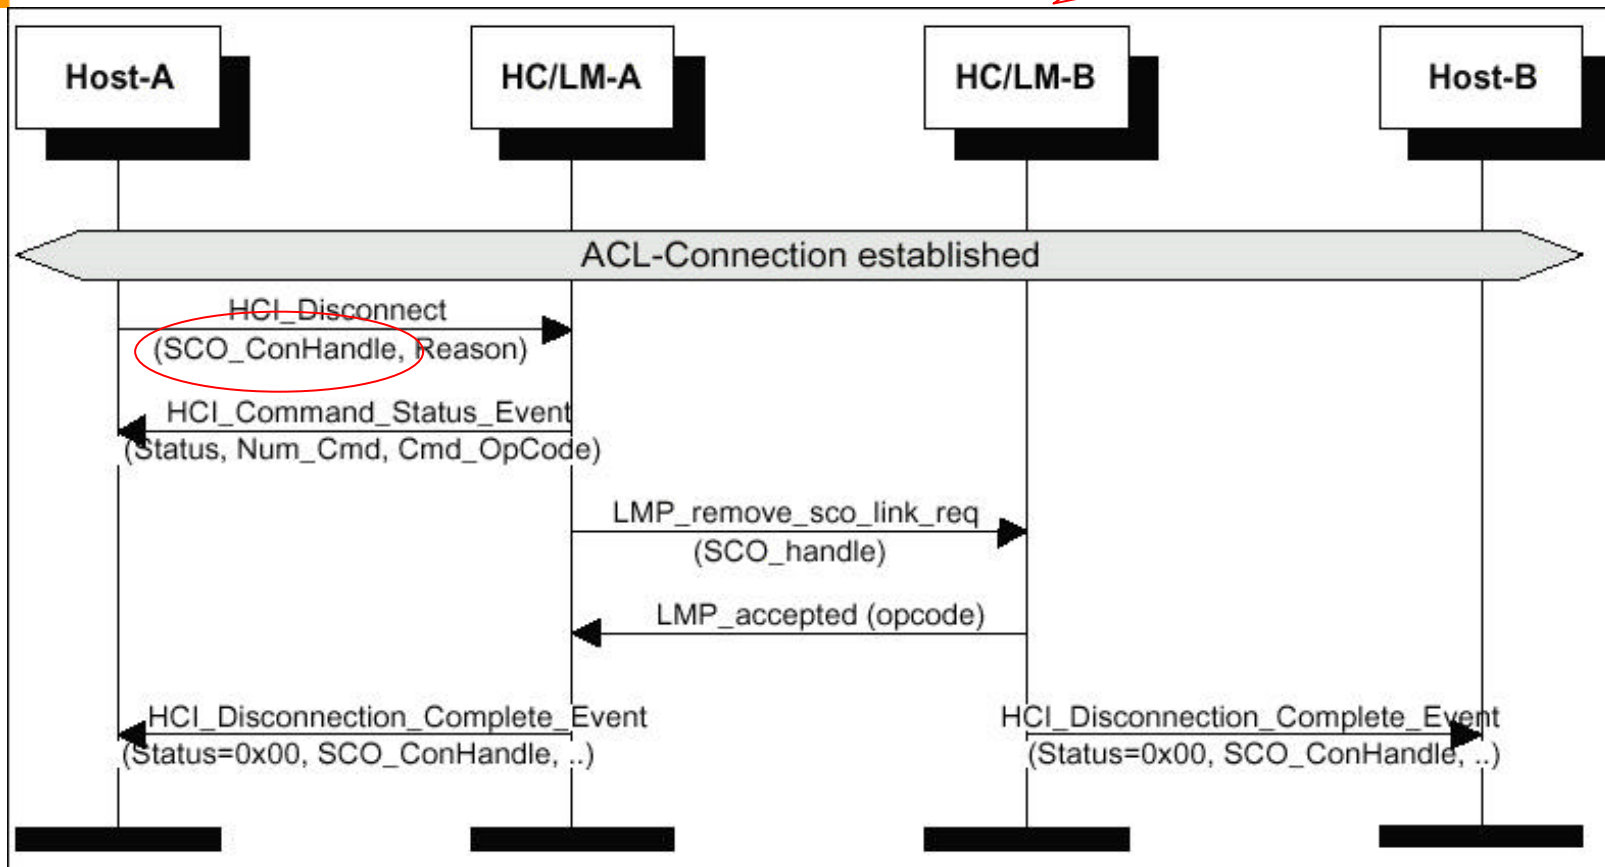 Host-A
HC/LM-A
HC/LM-B
Host-B
ACL-Connection established
HCI_Disconnect
(SCO_ConHandle, Reason)
HCI_Command_Status_Event
(Status, Num_Cmd, Cmd_OpCode)
LMP_remove_sco_link_req
(SCO_handle)
LMP_accepted (opcode)
HCI_Disconnection_Complete_Event
(Status=0x00, SCO_ConHandle, ..)
HCI_Disconnection_Complete_Event
(Status=0x00, SCO_ConHandle, ..)